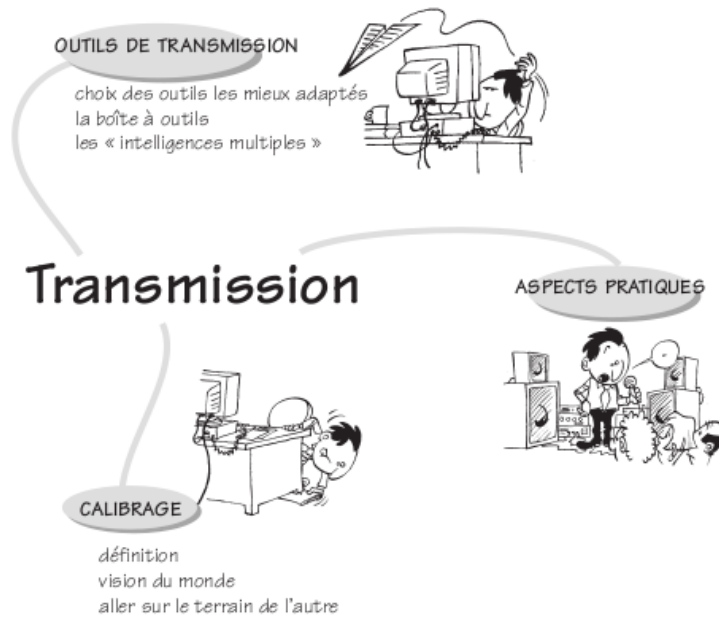 OUTILS DE TRANSMISSION
choix des outils les mieux adaptés
la boîte à outils
les « intelligences multiples »
Transmission
ASPECTS PRATIQUES
CALIBRAGE
définition
vision du monde
aller sur le terrain de l'autre